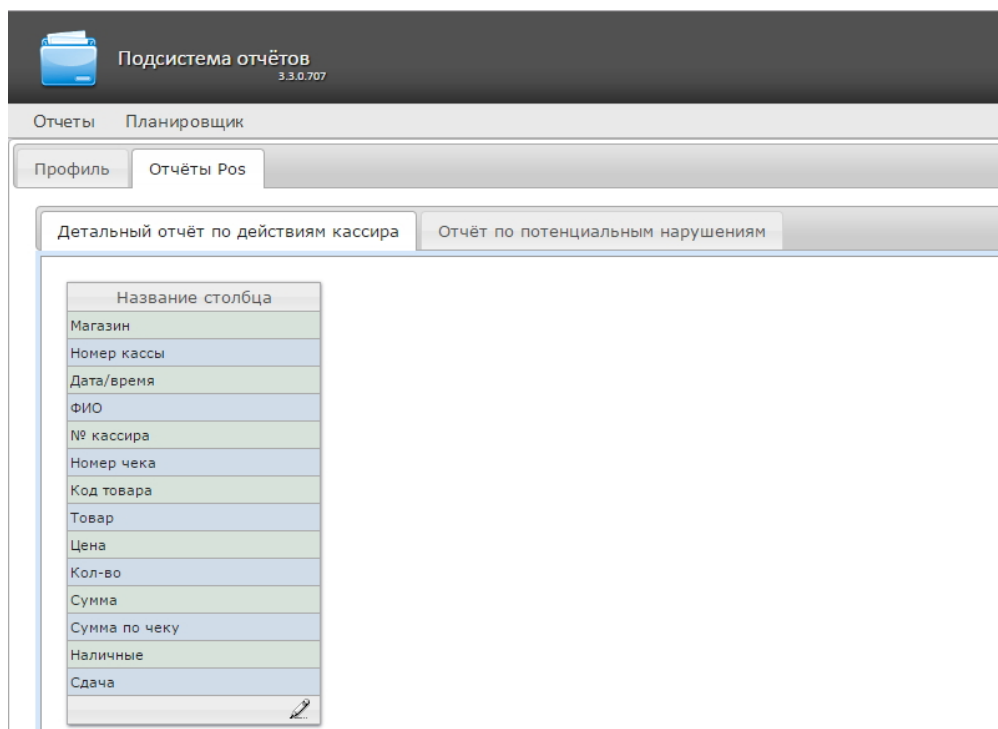 Подсистема отчётов
3.3.0.707
Отчеты Планировщик
Профиль Отчёты Pos
Детальный отчёт по действиям кассира Отчёт по потенциальным нарушениям
Название столбца
Магазин
Номер кассы
Дата/время
ФИО
№ кассира
Номер чека
Код товара
Товар
Цена
Кол-во
Сумма
Сумма по чеку
Наличные
Сдача